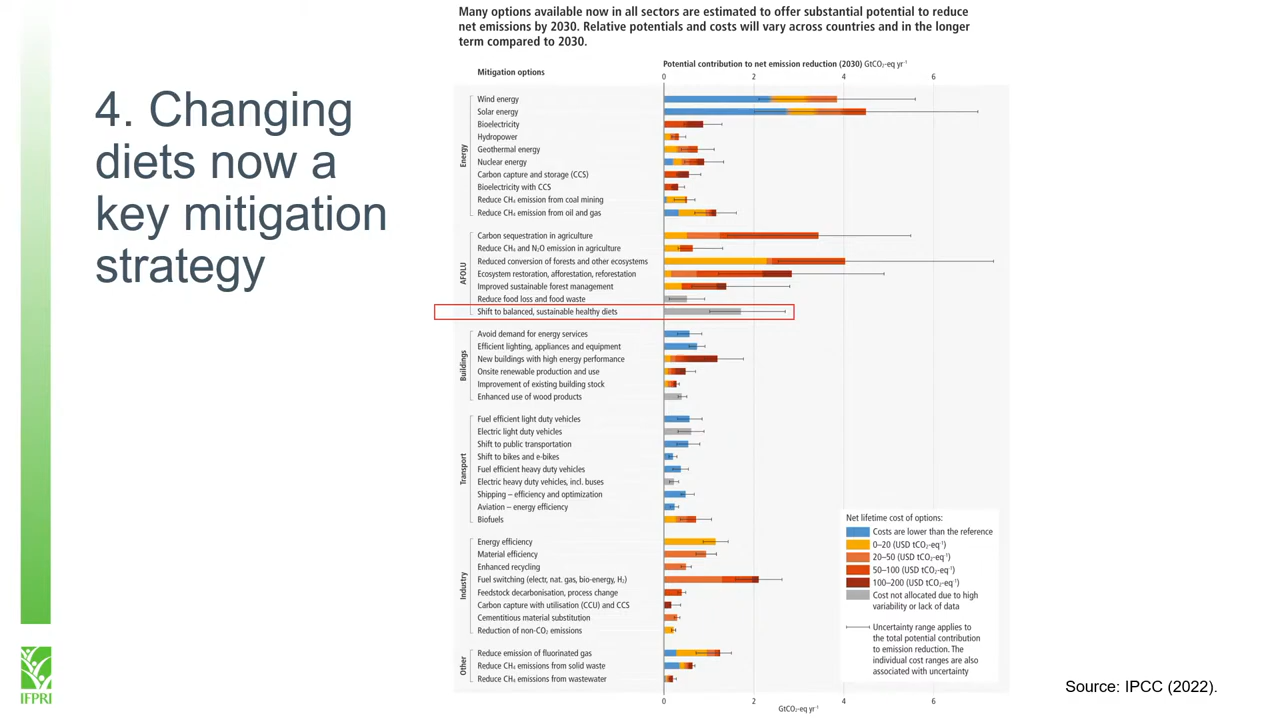 4. Changing
diets now a
key mitigation
strategy
IFPRI
Many options available now in all sectors are estimated to offer substantial potential to reduce
net emissions by 2030. Relative potentials and costs will vary across countries and in the longer
term compared to 2030.
Potential contribution to net emission reduction (2030) GtCO₂-eq yr⁻¹
Mitigation options
0 2 4 6
Energy
Wind energy
Solar energy
Bioelectricity
Hydropower
Geothermal energy
Nuclear energy
Carbon capture and storage (CCS)
Bioelectricity with CCS
Reduce CH₄ emission from coal mining
Reduce CH₄ emission from oil and gas
AFOLU
Carbon sequestration in agriculture
Reduce CH₄ and N₂O emission in agriculture
Reduced conversion of forests and other ecosystems
Ecosystem restoration, afforestation, reforestation
Improved sustainable forest management
Reduce food loss and food waste
Shift to balanced, sustainable healthy diets
Buildings
Avoid demand for energy services
Efficient lighting, appliances and equipment
New buildings with high energy performance
Onsite renewable production and use
Improvement of existing building stock
Enhanced use of wood products
Transport
Fuel efficient light duty vehicles
Electric light duty vehicles
Shift to public transportation
Shift to bikes and e-bikes
Fuel efficient heavy duty vehicles
Electric heavy duty vehicles, incl. buses
Shipping – efficiency and optimization
Aviation – energy efficiency
Biofuels
Industry
Energy efficiency
Material efficiency
Enhanced recycling
Fuel switching (electr, nat. gas, bio-energy, H₂)
Feedstock decarbonisation, process change
Carbon capture with utilisation (CCU) and CCS
Cementitious material substitution
Reduction of non-CO₂ emissions
Other
Reduce emission of fluorinated gas
Reduce CH₄ emissions from solid waste
Reduce CH₄ emissions from wastewater
0 2 4 6
GtCO₂-eq yr⁻¹
Net lifetime cost of options:
Costs are lower than the reference
0–20 (USD tCO₂-eq⁻¹)
20–50 (USD tCO₂-eq⁻¹)
50–100 (USD tCO₂-eq⁻¹)
100–200 (USD tCO₂-eq⁻¹)
Cost not allocated due to high
variability or lack of data
Uncertainty range applies to
the total potential contribution
to emission reduction. The
individual cost ranges are also
associated with uncertainty
Source: IPCC (2022).